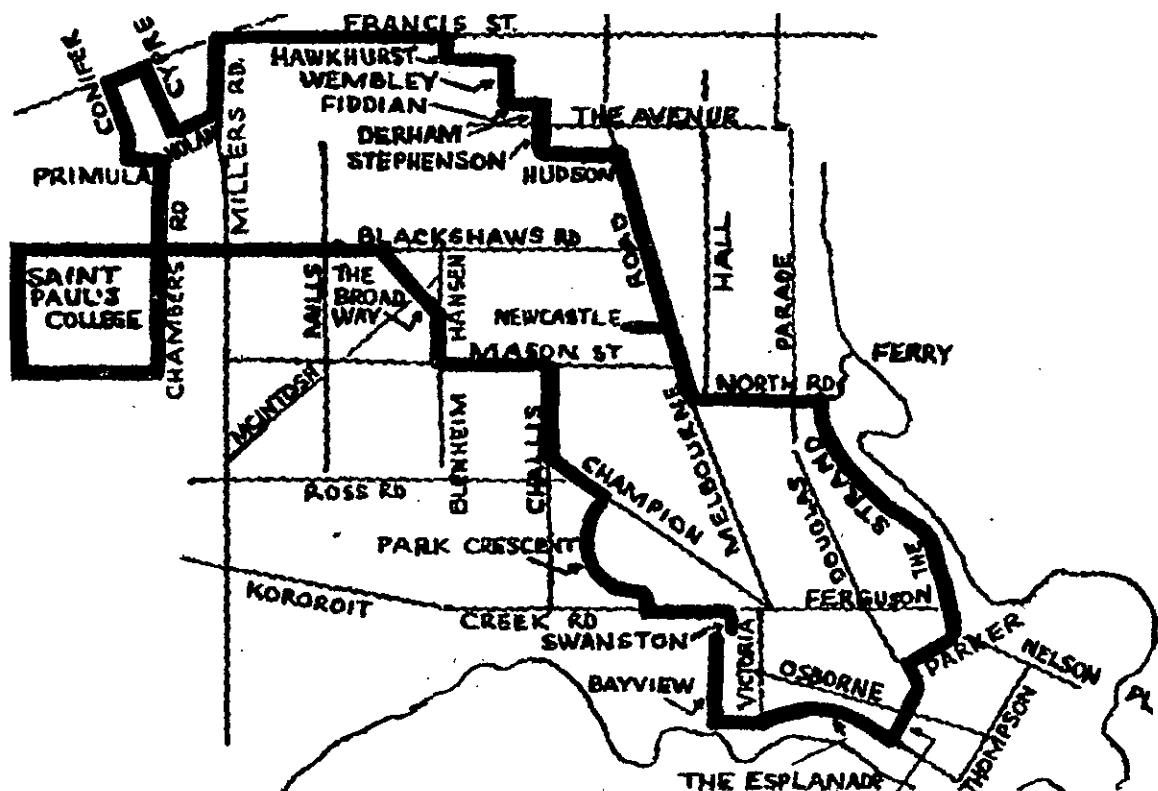 FRANCIS ST.
CONIFER
CYPRE
HAWKHURST
WEMBLEY
FIDDIAN
DERHAM
STEPHENSON
THE AVENUE
HUDSON
MILLERS RD.
NOLAN
PRIMULA
CHAMBERS RD
BLACKSHAWS RD
ROAD
HALL
PARADE
SAINT
PAUL'S
COLLEGE
MILLS
THE
BROAD
WAY
HANSEN
NEWCASTLE
MASON ST
FERRY
NORTH RD
MCINTOSH
BLENHEIM
CHALLIS
CHAMPION
MELBOURNE
DOUGLAS
THE STRAND
ROSS RD
PARK CRESCENT
KOROROIT
CREEK RD
FERGUSON
SWANSTON
VICTORIA
BAYVIEW
OSBORNE
PARKER
NELSON
THOMPSON
THE ESPLANADE